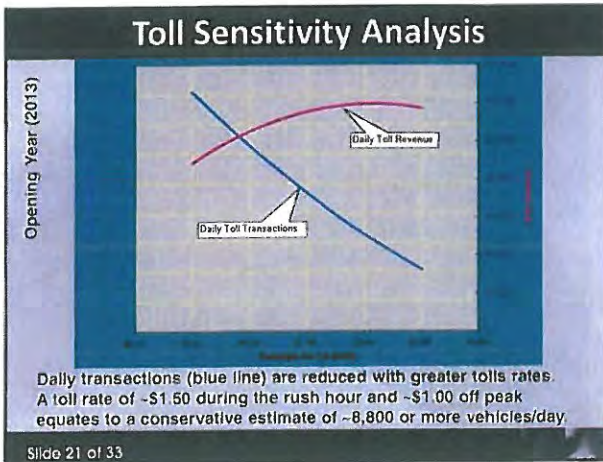 Toll Sensitivity Analysis
Opening Year (2013)
Daily Toll Revenue
Daily Toll Transactions
Daily transactions (blue line) are reduced with greater tolls rates.
A toll rate of ~$1.50 during the rush hour and ~$1.00 off peak
equates to a conservative estimate of ~8,800 or more vehicles/day.
Slide 21 of 33